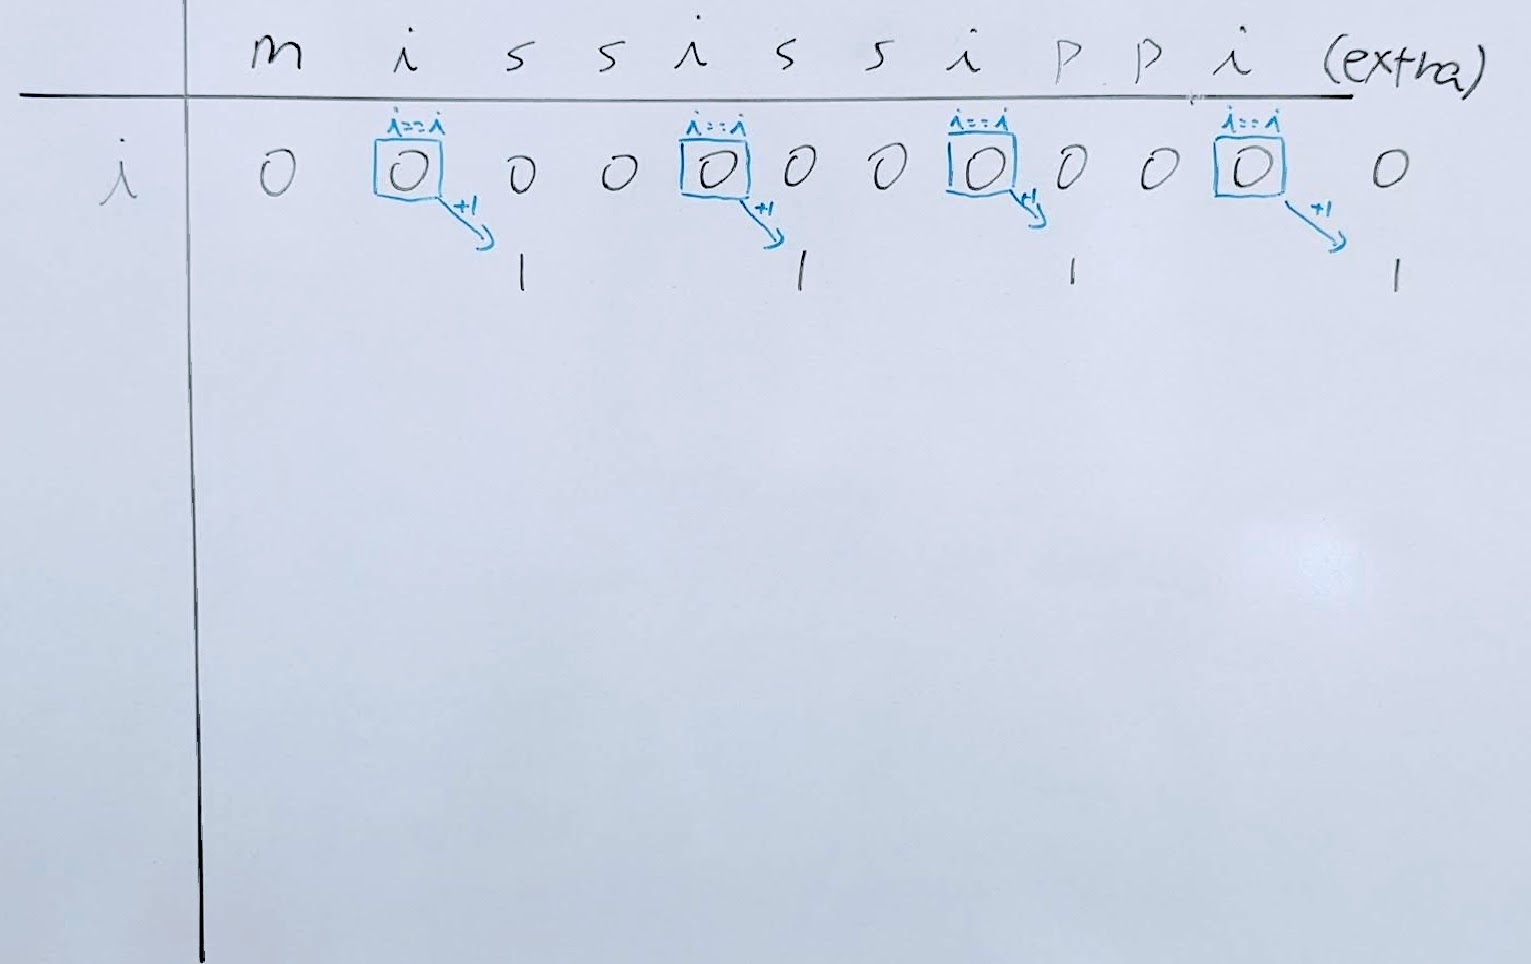 m i s s i s s i p p i (extra)
i==i i==i i==i i==i
i 0 0 0 0 0 0 0 0 0 0 0 0
+1 +1 +1 +1
1 1 1 1